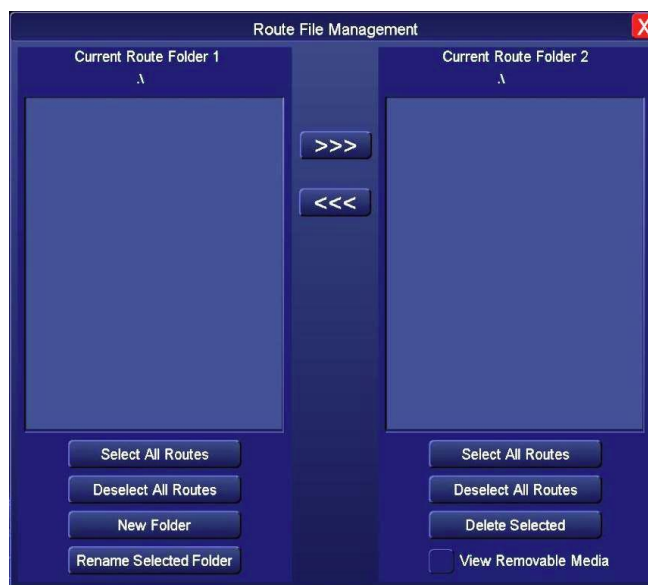 Route File Management
X
Current Route Folder 1
.\
Current Route Folder 2
.\
>>>
<<<
Select All Routes
Deselect All Routes
New Folder
Rename Selected Folder
Select All Routes
Deselect All Routes
Delete Selected
View Removable Media